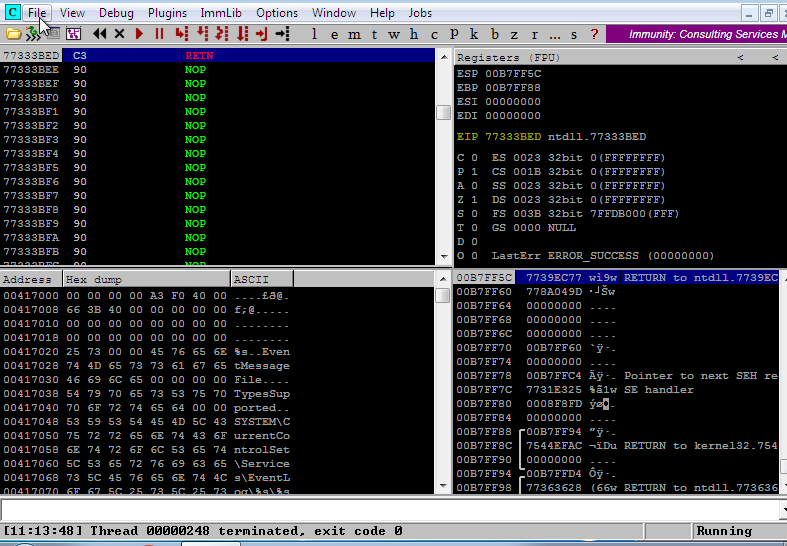 C File View Debug Plugins ImmLib Options Window Help Jobs
l e m t w h c P k b z r ... s ? Immunity: Consulting Services M
77333BED C3 RETN
77333BEE 90 NOP
77333BEF 90 NOP
77333BF0 90 NOP
77333BF1 90 NOP
77333BF2 90 NOP
77333BF3 90 NOP
77333BF4 90 NOP
77333BF5 90 NOP
77333BF6 90 NOP
77333BF7 90 NOP
77333BF8 90 NOP
77333BF9 90 NOP
77333BFA 90 NOP
77333BFB 90 NOP
77333BFC 90 NOP
Registers (FPU) < <
ESP 00B7FF5C
EBP 00B7FF88
ESI 00000000
EDI 00000000
EIP 77333BED ntdll.77333BED
C 0 ES 0023 32bit 0(FFFFFFFF)
P 1 CS 001B 32bit 0(FFFFFFFF)
A 0 SS 0023 32bit 0(FFFFFFFF)
Z 1 DS 0023 32bit 0(FFFFFFFF)
S 0 FS 003B 32bit 7FFDB000(FFF)
T 0 GS 0000 NULL
D 0
O 0 LastErr ERROR_SUCCESS (00000000)
Address Hex dump ASCII
00417000 00 00 00 00 A3 F0 40 00 ....£ð@.
00417008 66 3B 40 00 00 00 00 00 f;@.....
00417010 00 00 00 00 00 00 00 00 ........
00417018 00 00 00 00 00 00 00 00 ........
00417020 25 73 00 00 45 76 65 6E %s..Even
00417028 74 4D 65 73 73 61 67 65 tMessage
00417030 46 69 6C 65 00 00 00 00 File....
00417038 54 79 70 65 73 53 75 70 TypesSup
00417040 70 6F 72 74 65 64 00 00 ported..
00417048 53 59 53 54 45 4D 5C 43 SYSTEM\C
00417050 75 72 72 65 6E 74 43 6F urrentCo
00417058 6E 74 72 6F 6C 53 65 74 ntrolSet
00417060 5C 53 65 72 76 69 63 65 \Service
00417068 73 5C 45 76 65 6E 74 4C s\EventL
00417070 6F 67 5C 25 73 5C 25 73 og\%s\%s
00B7FF5C 7739EC77 wì9w RETURN to ntdll.7739EC
00B7FF60 778A049D ·┘Šw
00B7FF64 00000000 ....
00B7FF68 00000000 ....
00B7FF6C 00000000 ....
00B7FF70 00B7FF60 `ÿ·.
00B7FF74 00000000 ....
00B7FF78 00B7FFC4 Äÿ·. Pointer to next SEH re
00B7FF7C 7731E325 %ã1w SE handler
00B7FF80 0008F8FD
00B7FF84 00000000 ....
00B7FF88 00B7FF94 ”ÿ·.
00B7FF8C 7544EFAC ¬ïDu RETURN to kernel32.754
00B7FF90 00000000 ....
00B7FF94 00B7FFD4 Ôÿ·.
00B7FF98 77363628 (66w RETURN to ntdll.773636
[11:13:48] Thread 00000248 terminated, exit code 0 Running